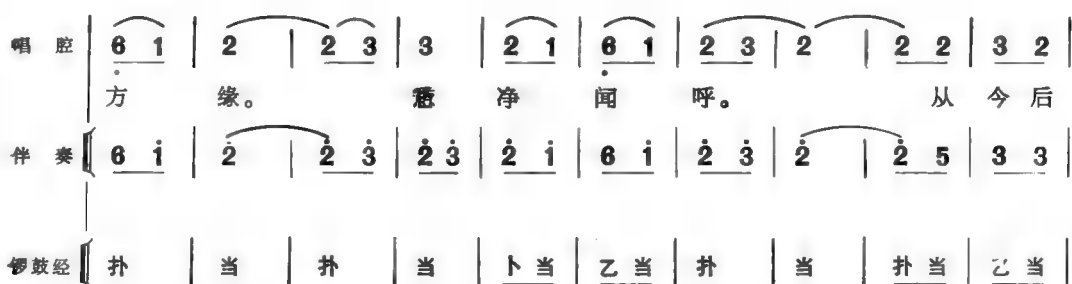 唱腔 6 1 | 2 | 2 3 | 3 | 2 1 | 6 1 | 2 3 | 2 | 2 2 | 3 2 |
方 缘。 净 闻 呼。 从 今 后
伴奏 6 i | 2̇ | 2̇ 3̇ | 2̇ 3̇ | 2̇ i | 6 i | 2̇ 3̇ | 2̇ | 2̇ 5 | 3 3 |
锣鼓经 扑 | 当 | 扑 | 当 | 卜 当 | 乙 当 | 扑 | 当 | 扑 当 | 乙 当 |